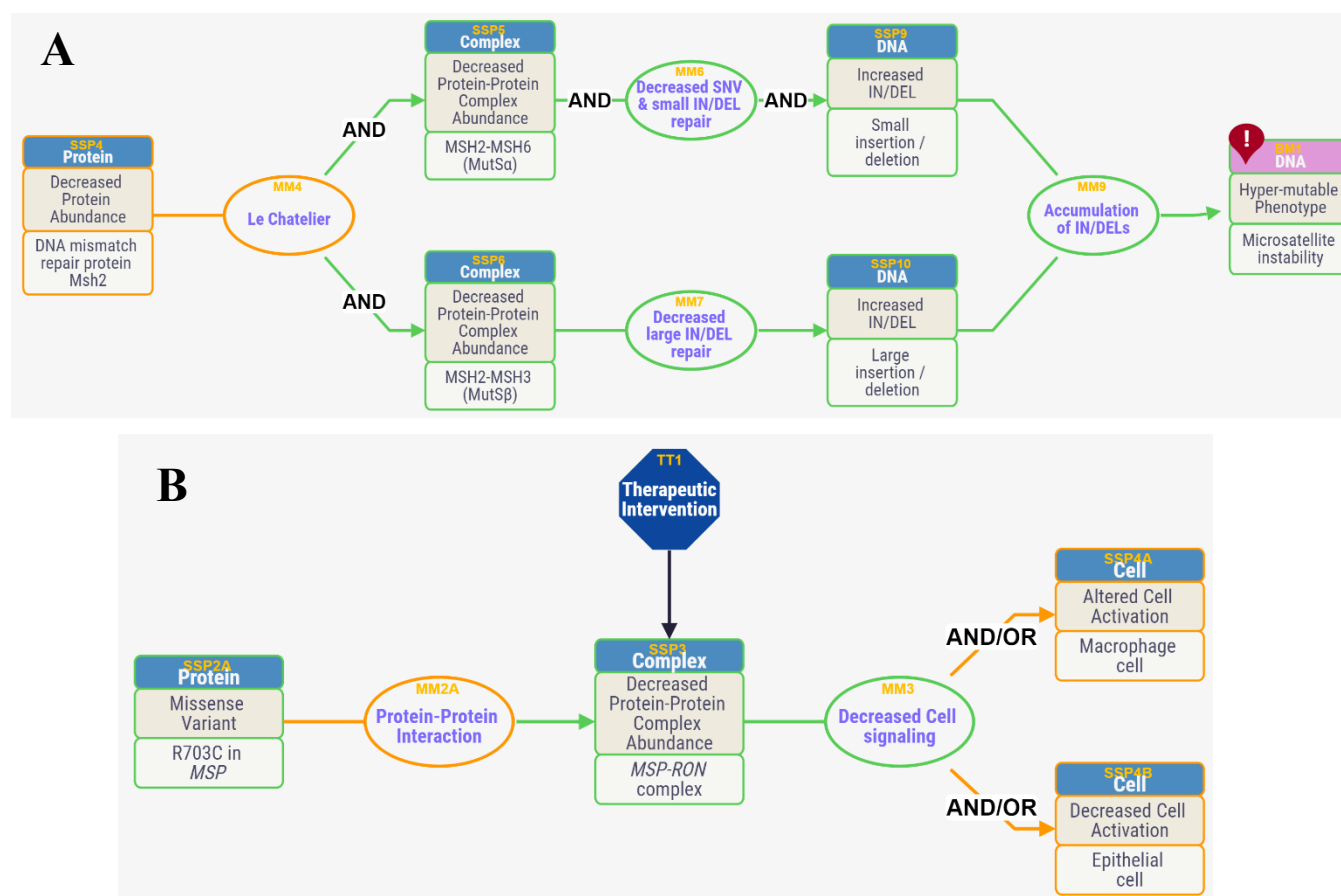 A
SSP4
Protein
Decreased
Protein
Abundance
DNA mismatch
repair protein
Msh2
MM4
Le Chatelier
AND
AND
SSP5
Complex
Decreased
Protein-Protein
Complex
Abundance
MSH2-MSH6
(MutSα)
AND
MM6
Decreased SNV
& small IN/DEL
repair
AND
SSP9
DNA
Increased
IN/DEL
Small
insertion /
deletion
SSP6
Complex
Decreased
Protein-Protein
Complex
Abundance
MSH2-MSH3
(MutSβ)
MM7
Decreased
large IN/DEL
repair
SSP10
DNA
Increased
IN/DEL
Large
insertion /
deletion
MM9
Accumulation
of IN/DELs
!
BM1
DNA
Hyper-mutable
Phenotype
Microsatellite
instability
B
TT1
Therapeutic
Intervention
SSP2A
Protein
Missense
Variant
R703C in
MSP
MM2A
Protein-Protein
Interaction
SSP3
Complex
Decreased
Protein-Protein
Complex
Abundance
MSP-RON
complex
MM3
Decreased Cell
signaling
AND/OR
SSP4A
Cell
Altered Cell
Activation
Macrophage
cell
AND/OR
SSP4B
Cell
Decreased Cell
Activation
Epithelial
cell